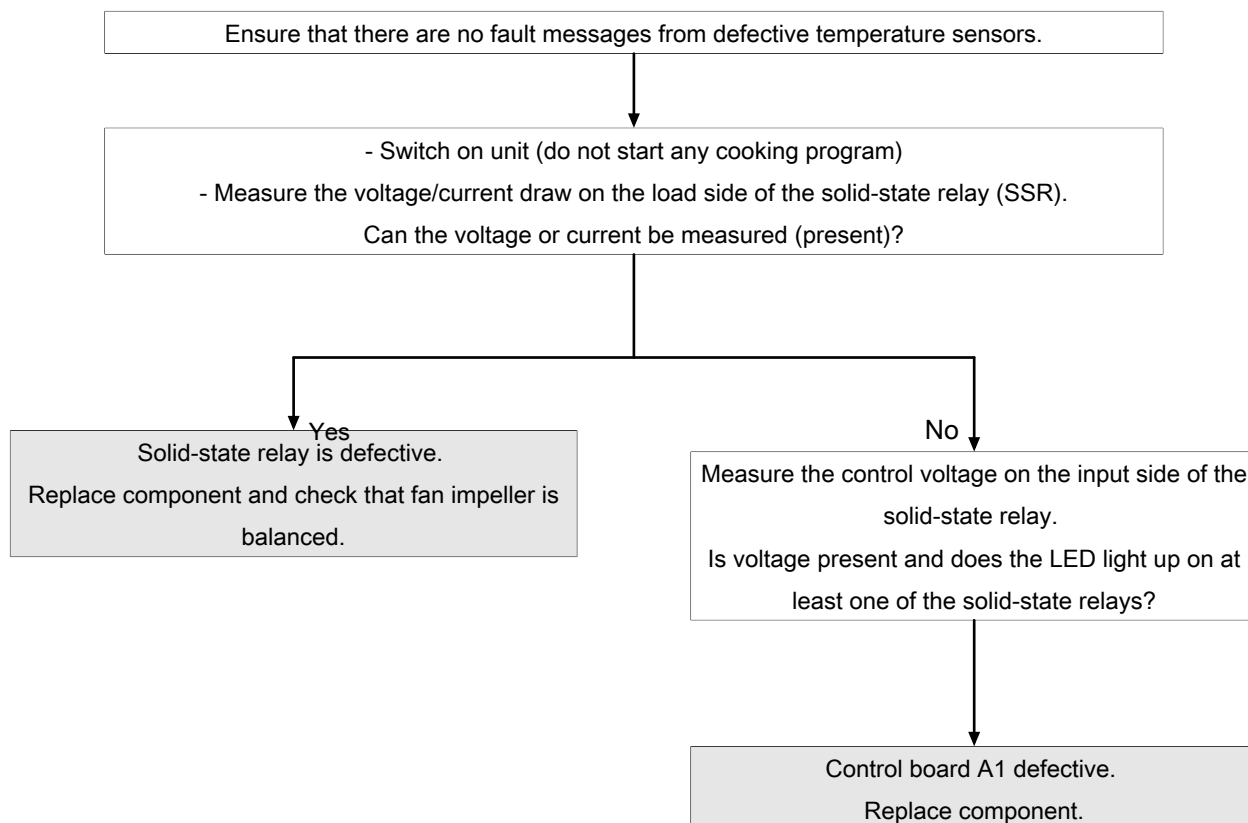 Ensure that there are no fault messages from defective temperature sensors.
- Switch on unit (do not start any cooking program)
- Measure the voltage/current draw on the load side of the solid-state relay (SSR).
Can the voltage or current be measured (present)?
Yes
No
Solid-state relay is defective.
Replace component and check that fan impeller is
balanced.
Measure the control voltage on the input side of the
solid-state relay.
Is voltage present and does the LED light up on at
least one of the solid-state relays?
Control board A1 defective.
Replace component.